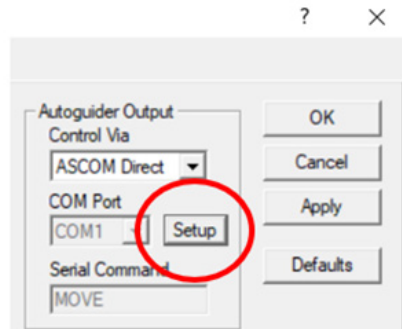 ?
Autoguider Output
Control Via
ASCOM Direct
COM Port
COM1
Setup
Serial Command
MOVE
OK
Cancel
Apply
Defaults